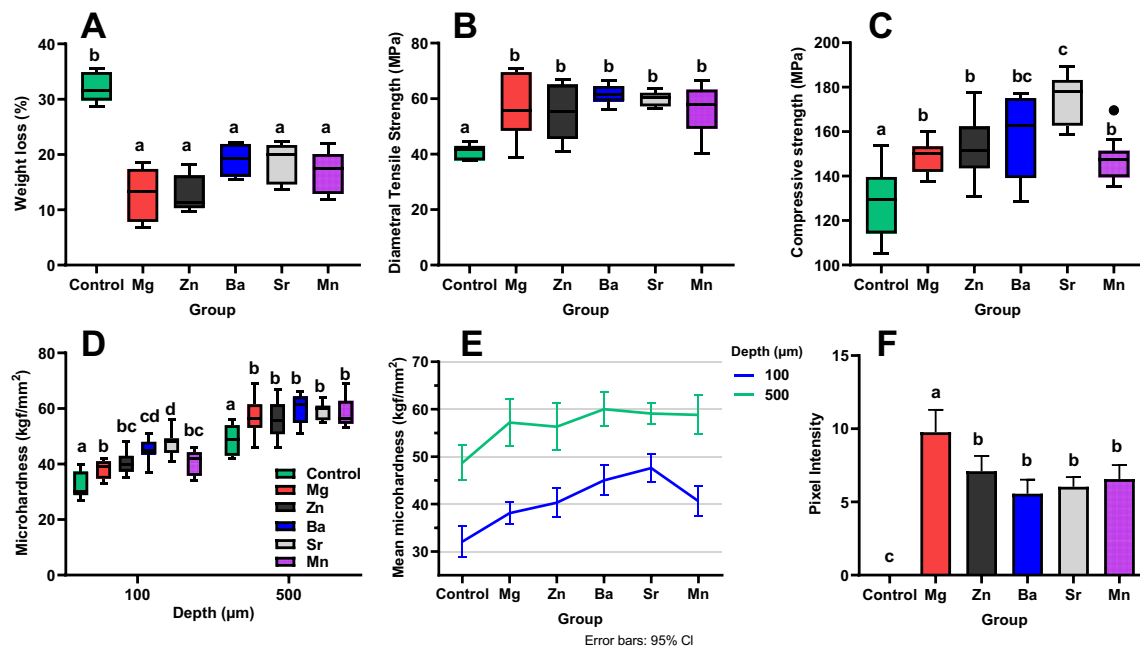 A
Weight loss (%)
40
30
20
10
0
b
a
a
a
a
a
Control Mg Zn Ba Sr Mn
Group
B
Diametral Tensile Strength (MPa)
80
60
40
20
0
a
b
b
b
b
b
Control Mg Zn Ba Sr Mn
Group
C
Compressive strength (MPa)
200
180
160
140
120
100
a
b
b
bc
c
b
Control Mg Zn Ba Sr Mn
Group
D
Microhardness (kgf/mm²)
80
60
40
20
0
a
b
bc
cd
d
bc
a
b
b
b
b
b
Control
Mg
Zn
Ba
Sr
Mn
100 500
Depth (µm)
E
Mean microhardness (kgf/mm²)
70
60
50
40
30
Depth (µm)
100
500
Control Mg Zn Ba Sr Mn
Group
Error bars: 95% CI
F
Pixel Intensity
15
10
5
0
c
a
b
b
b
b
Control Mg Zn Ba Sr Mn
Group